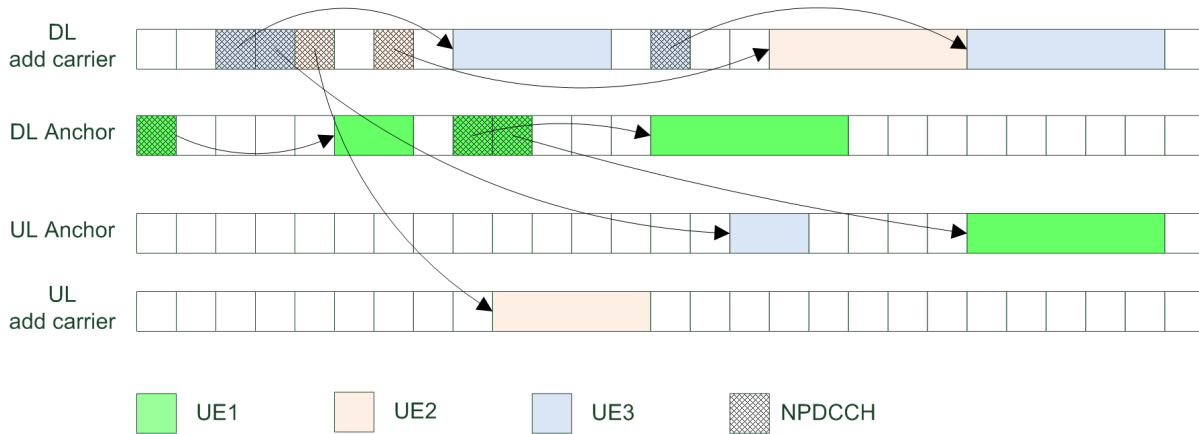 DL
add carrier
DL Anchor
UL Anchor
UL
add carrier
UE1 UE2 UE3 NPDCCH